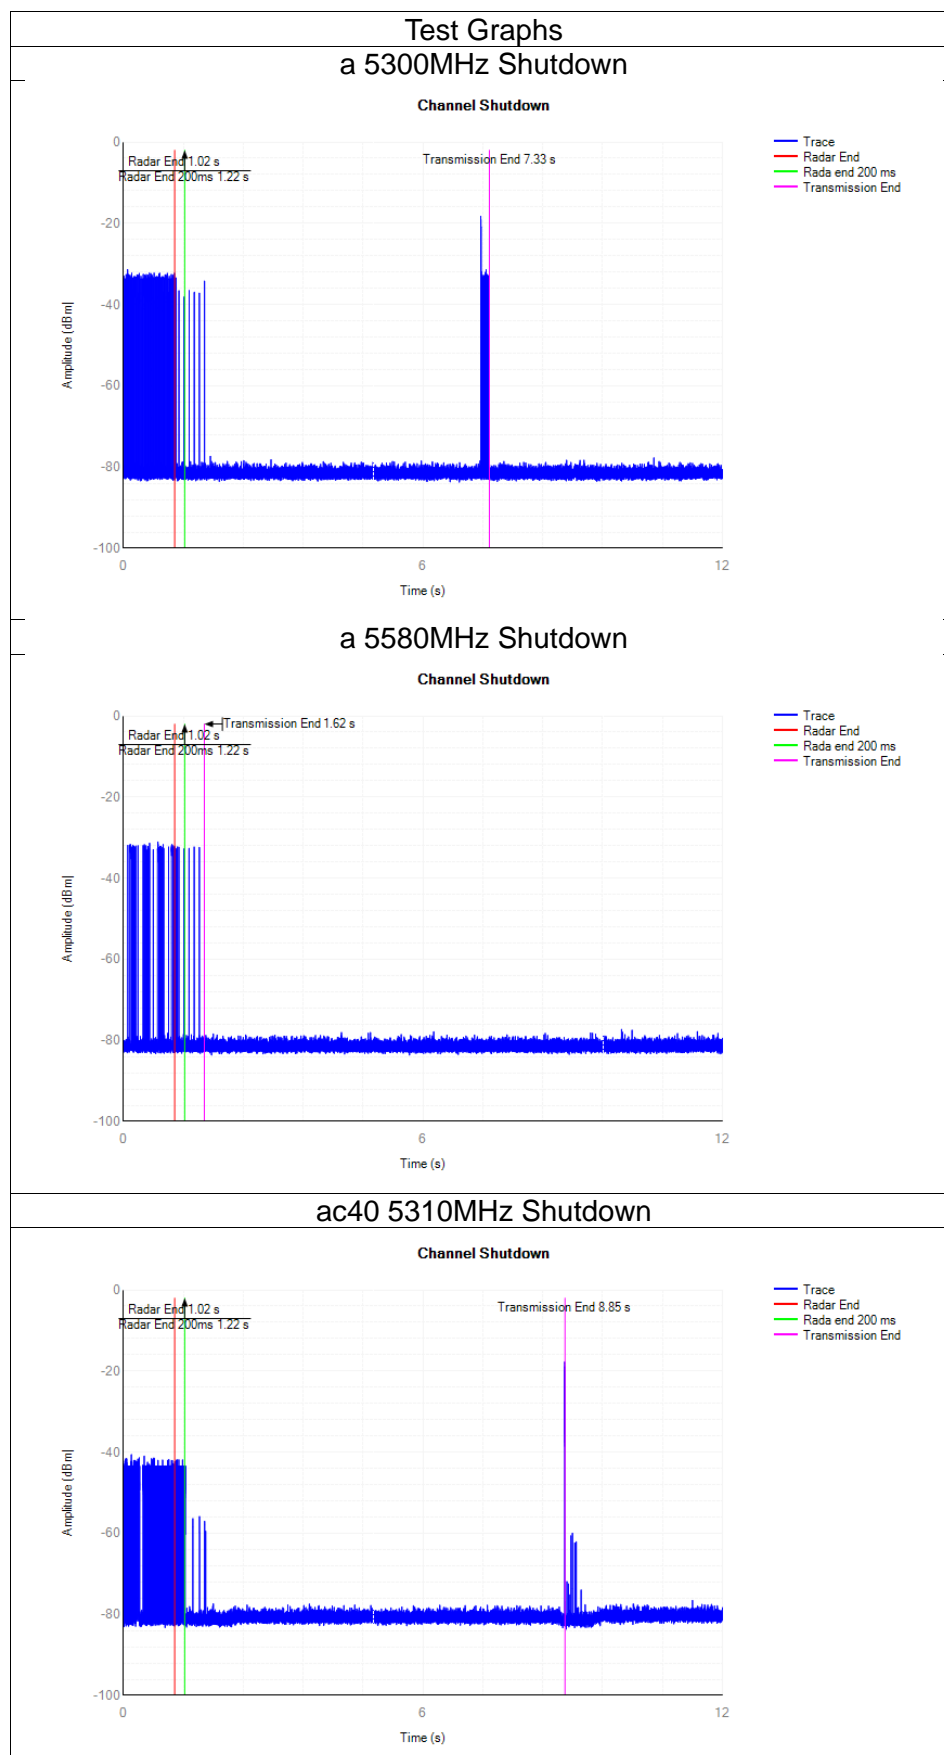 Test Graphs
a 5300MHz Shutdown
Channel Shutdown
Radar End 1.02 s
Radar End 200ms 1.22 s
Transmission End 7.33 s
Trace
Radar End
Rada end 200 ms
Transmission End
0
-20
-40
-60
-80
-100
Amplitude [dBm]
0 6 12
Time (s)
a 5580MHz Shutdown
Channel Shutdown
Transmission End 1.62 s
Radar End 1.02 s
Radar End 200ms 1.22 s
Trace
Radar End
Rada end 200 ms
Transmission End
0
-20
-40
-60
-80
-100
Amplitude [dBm]
0 6 12
Time (s)
ac40 5310MHz Shutdown
Channel Shutdown
Radar End 1.02 s
Radar End 200ms 1.22 s
Transmission End 8.85 s
Trace
Radar End
Rada end 200 ms
Transmission End
0
-20
-40
-60
-80
-100
Amplitude [dBm]
0 6 12
Time (s)